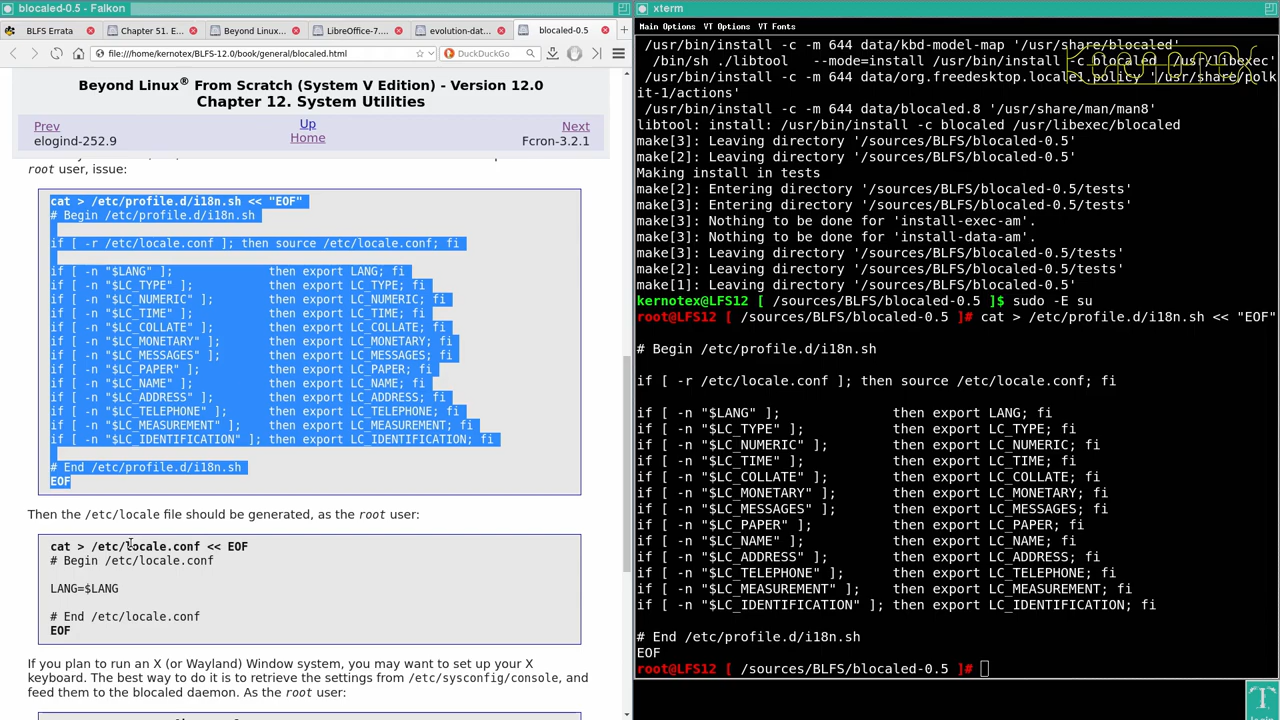 blocaled-0.5 - Falkon
BLFS Errata
Chapter 51. E...
Beyond Linux...
LibreOffice-7....
evolution-dat...
blocaled-0.5
file:///home/kernotex/BLFS-12.0/book/general/blocaled.html
DuckDuckGo
Beyond Linux® From Scratch (System V Edition) - Version 12.0
Chapter 12. System Utilities
Prev
Up
Next
elogind-252.9
Home
Fcron-3.2.1
root user, issue:
cat > /etc/profile.d/i18n.sh << "EOF"
# Begin /etc/profile.d/i18n.sh
if [ -r /etc/locale.conf ]; then source /etc/locale.conf; fi
if [ -n "$LANG" ]; then export LANG; fi
if [ -n "$LC_TYPE" ]; then export LC_TYPE; fi
if [ -n "$LC_NUMERIC" ]; then export LC_NUMERIC; fi
if [ -n "$LC_TIME" ]; then export LC_TIME; fi
if [ -n "$LC_COLLATE" ]; then export LC_COLLATE; fi
if [ -n "$LC_MONETARY" ]; then export LC_MONETARY; fi
if [ -n "$LC_MESSAGES" ]; then export LC_MESSAGES; fi
if [ -n "$LC_PAPER" ]; then export LC_PAPER; fi
if [ -n "$LC_NAME" ]; then export LC_NAME; fi
if [ -n "$LC_ADDRESS" ]; then export LC_ADDRESS; fi
if [ -n "$LC_TELEPHONE" ]; then export LC_TELEPHONE; fi
if [ -n "$LC_MEASUREMENT" ]; then export LC_MEASUREMENT; fi
if [ -n "$LC_IDENTIFICATION" ]; then export LC_IDENTIFICATION; fi
# End /etc/profile.d/i18n.sh
EOF
Then the /etc/locale file should be generated, as the root user:
cat > /etc/locale.conf << EOF
# Begin /etc/locale.conf
LANG=$LANG
# End /etc/locale.conf
EOF
If you plan to run an X (or Wayland) Window system, you may want to set up your X
keyboard. The best way to do it is to retrieve the settings from /etc/sysconfig/console, and
feed them to the blocaled daemon. As the root user:
xterm
Main Options VT Options VT Fonts
/usr/bin/install -c -m 644 data/kbd-model-map '/usr/share/blocaled'
/bin/sh ./libtool --mode=install /usr/bin/install -c blocaled '/usr/libexec'
/usr/bin/install -c -m 644 data/org.freedesktop.locale1.policy '/usr/share/polk
it-1/actions'
/usr/bin/install -c -m 644 data/blocaled.8 '/usr/share/man/man8'
libtool: install: /usr/bin/install -c blocaled /usr/libexec/blocaled
make[3]: Leaving directory '/sources/BLFS/blocaled-0.5'
make[2]: Leaving directory '/sources/BLFS/blocaled-0.5'
Making install in tests
make[2]: Entering directory '/sources/BLFS/blocaled-0.5/tests'
make[3]: Entering directory '/sources/BLFS/blocaled-0.5/tests'
make[3]: Nothing to be done for 'install-exec-am'.
make[3]: Nothing to be done for 'install-data-am'.
make[3]: Leaving directory '/sources/BLFS/blocaled-0.5/tests'
make[2]: Leaving directory '/sources/BLFS/blocaled-0.5/tests'
make[1]: Leaving directory '/sources/BLFS/blocaled-0.5'
kernotex@LFS12 [ /sources/BLFS/blocaled-0.5 ]$ sudo -E su
root@LFS12 [ /sources/BLFS/blocaled-0.5 ]# cat > /etc/profile.d/i18n.sh << "EOF"
# Begin /etc/profile.d/i18n.sh
if [ -r /etc/locale.conf ]; then source /etc/locale.conf; fi
if [ -n "$LANG" ]; then export LANG; fi
if [ -n "$LC_TYPE" ]; then export LC_TYPE; fi
if [ -n "$LC_NUMERIC" ]; then export LC_NUMERIC; fi
if [ -n "$LC_TIME" ]; then export LC_TIME; fi
if [ -n "$LC_COLLATE" ]; then export LC_COLLATE; fi
if [ -n "$LC_MONETARY" ]; then export LC_MONETARY; fi
if [ -n "$LC_MESSAGES" ]; then export LC_MESSAGES; fi
if [ -n "$LC_PAPER" ]; then export LC_PAPER; fi
if [ -n "$LC_NAME" ]; then export LC_NAME; fi
if [ -n "$LC_ADDRESS" ]; then export LC_ADDRESS; fi
if [ -n "$LC_TELEPHONE" ]; then export LC_TELEPHONE; fi
if [ -n "$LC_MEASUREMENT" ]; then export LC_MEASUREMENT; fi
if [ -n "$LC_IDENTIFICATION" ]; then export LC_IDENTIFICATION; fi
# End /etc/profile.d/i18n.sh
EOF
root@LFS12 [ /sources/BLFS/blocaled-0.5 ]#